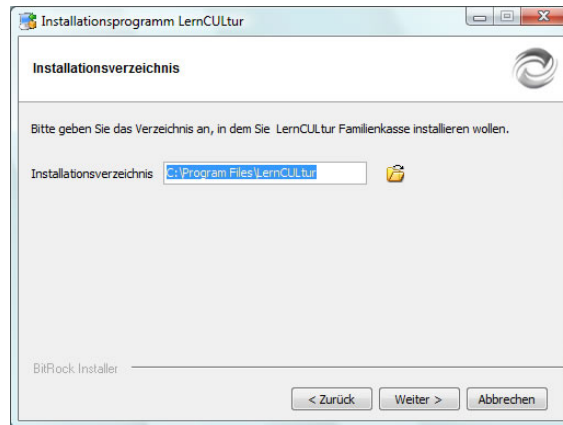 Installationsprogramm LernCULtur
Installationsverzeichnis
Bitte geben Sie das Verzeichnis an, in dem Sie LernCULtur Familienkasse installieren wollen.
Installationsverzeichnis C:\Program Files\LernCULtur
BitRock Installer
< Zurück Weiter > Abbrechen